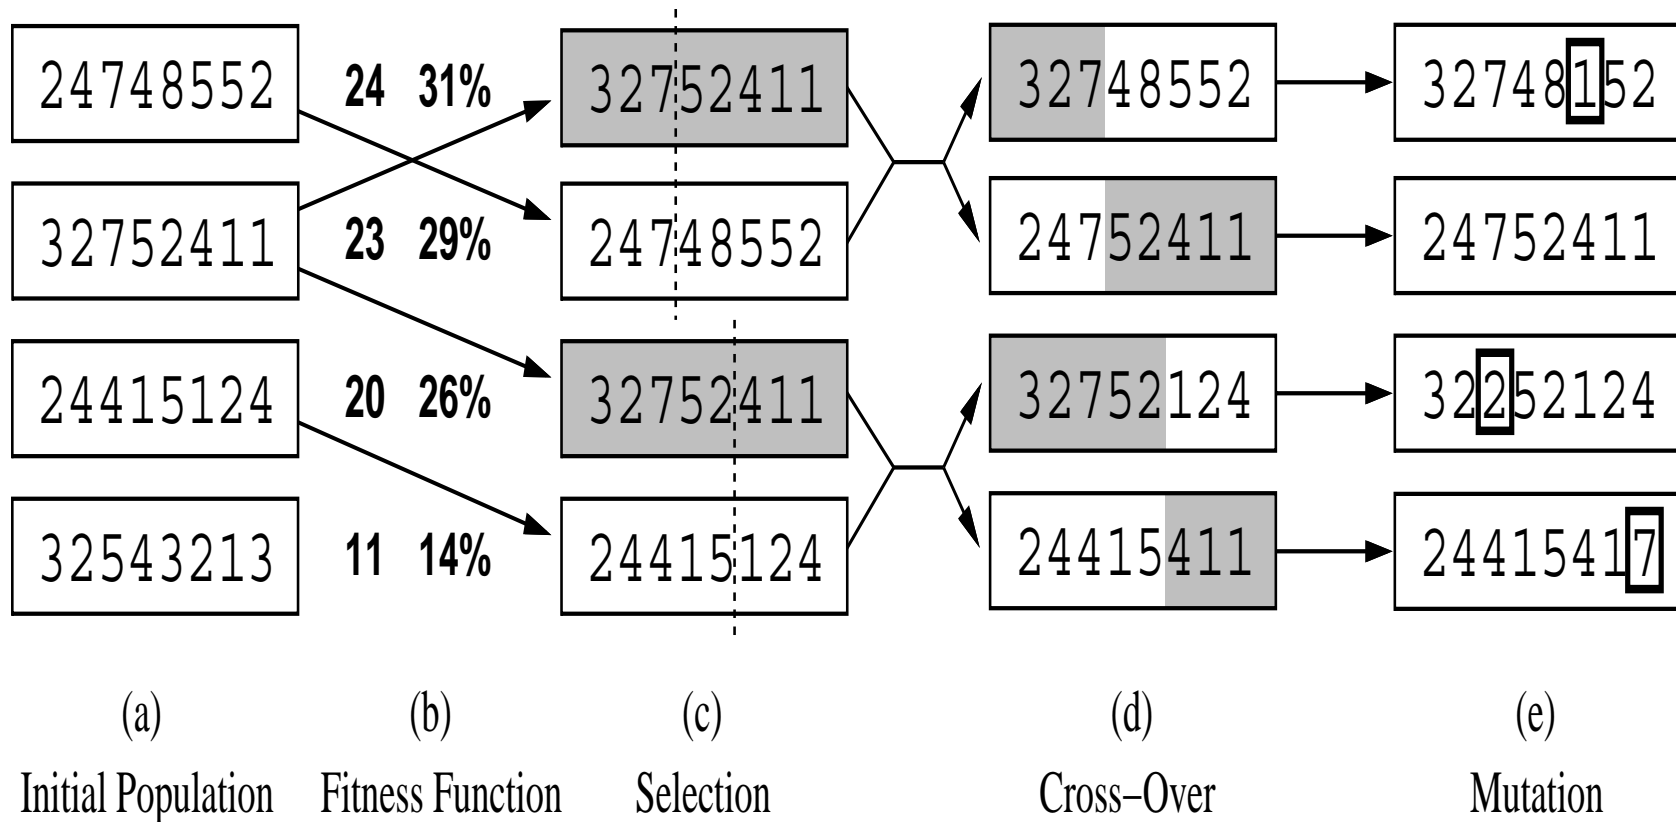 24748552 24 31% 32752411 32748552 32748152
32752411 23 29% 24748552 24752411 24752411
24415124 20 26% 32752411 32752124 32252124
32543213 11 14% 24415124 24415411 24415417
(a) (b) (c) (d) (e)
Initial Population Fitness Function Selection Cross–Over Mutation